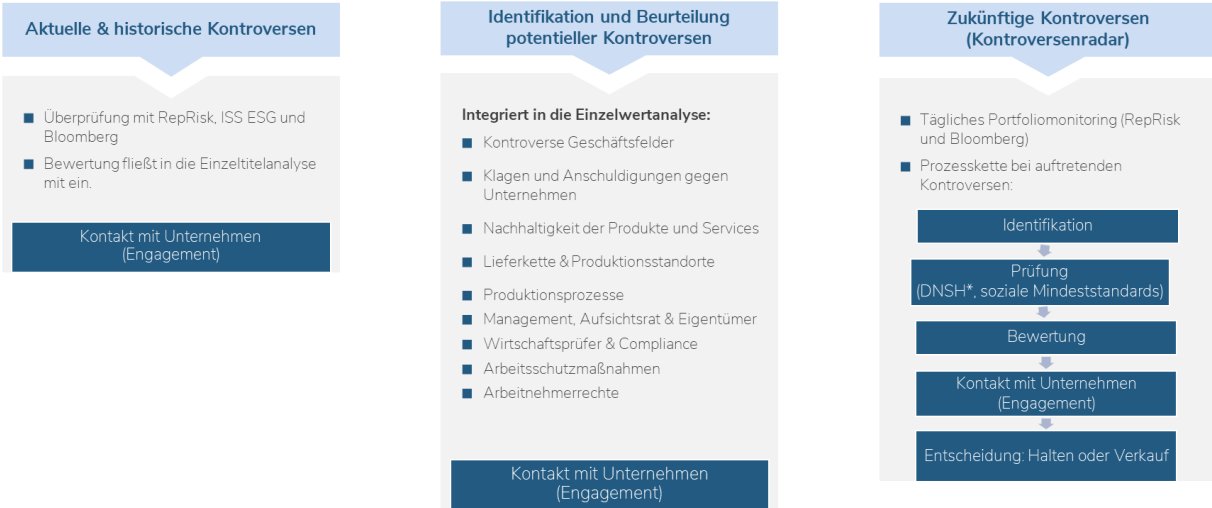 Aktuelle & historische Kontroversen
Überprüfung mit RepRisk, ISS ESG und
Bloomberg
Bewertung fließt in die Einzeltitelanalyse
mit ein.
Kontakt mit Unternehmen
(Engagement)
Identifikation und Beurteilung
potentieller Kontroversen
Integriert in die Einzelwertanalyse:
Kontroverse Geschäftsfelder
Klagen und Anschuldigungen gegen
Unternehmen
Nachhaltigkeit der Produkte und Services
Lieferkette & Produktionsstandorte
Produktionsprozesse
Management, Aufsichtsrat & Eigentümer
Wirtschaftsprüfer & Compliance
Arbeitsschutzmaßnahmen
Arbeitnehmerrechte
Kontakt mit Unternehmen
(Engagement)
Zukünftige Kontroversen
(Kontroversenradar)
Tägliches Portfoliomonitoring (RepRisk
und Bloomberg)
Prozesskette bei auftretenden
Kontroversen:
Identifikation
Prüfung
(DNSH*, soziale Mindeststandards)
Bewertung
Kontakt mit Unternehmen
(Engagement)
Entscheidung: Halten oder Verkauf